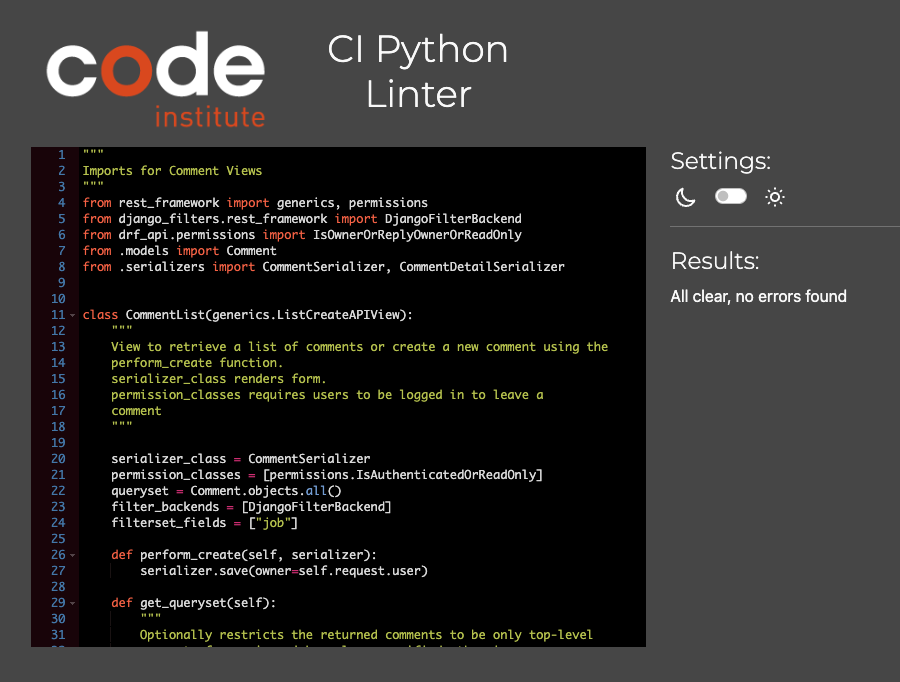 code
institute
CI Python
Linter
1 """
2 Imports for Comment Views
3 """
4 from rest_framework import generics, permissions
5 from django_filters.rest_framework import DjangoFilterBackend
6 from drf_api.permissions import IsOwnerOrReplyOwnerOrReadOnly
7 from .models import Comment
8 from .serializers import CommentSerializer, CommentDetailSerializer
9
10
11 class CommentList(generics.ListCreateAPIView):
12     """
13     View to retrieve a list of comments or create a new comment using the
14     perform_create function.
15     serializer_class renders form.
16     permission_classes requires users to be logged in to leave a
17     comment
18     """
19
20     serializer_class = CommentSerializer
21     permission_classes = [permissions.IsAuthenticatedOrReadOnly]
22     queryset = Comment.objects.all()
23     filter_backends = [DjangoFilterBackend]
24     filterset_fields = ["job"]
25
26     def perform_create(self, serializer):
27         serializer.save(owner=self.request.user)
28
29     def get_queryset(self):
30         """
31         Optionally restricts the returned comments to be only top-level
Settings:
Results:
All clear, no errors found